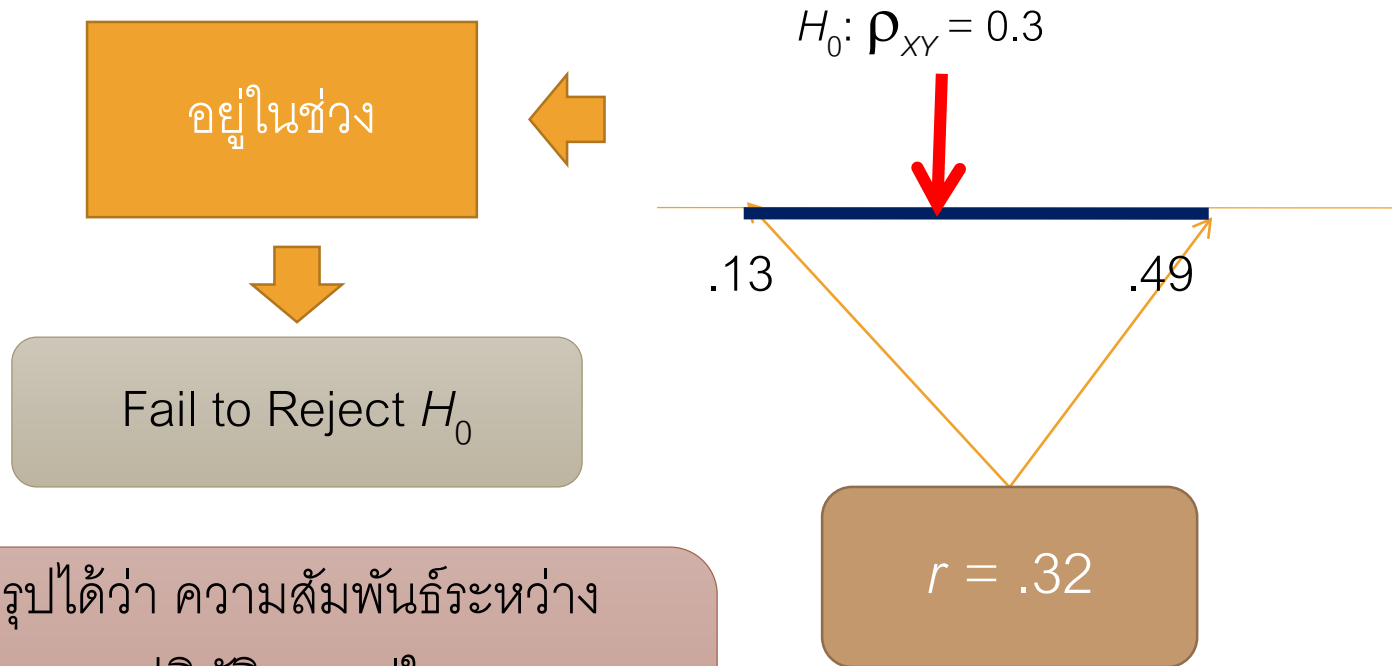 H₀: ρ_XY = 0.3
อยู่ในช่วง
.13
.49
Fail to Reject H₀
r = .32
รุปได้ว่า ความสัมพันธ์ระหว่าง